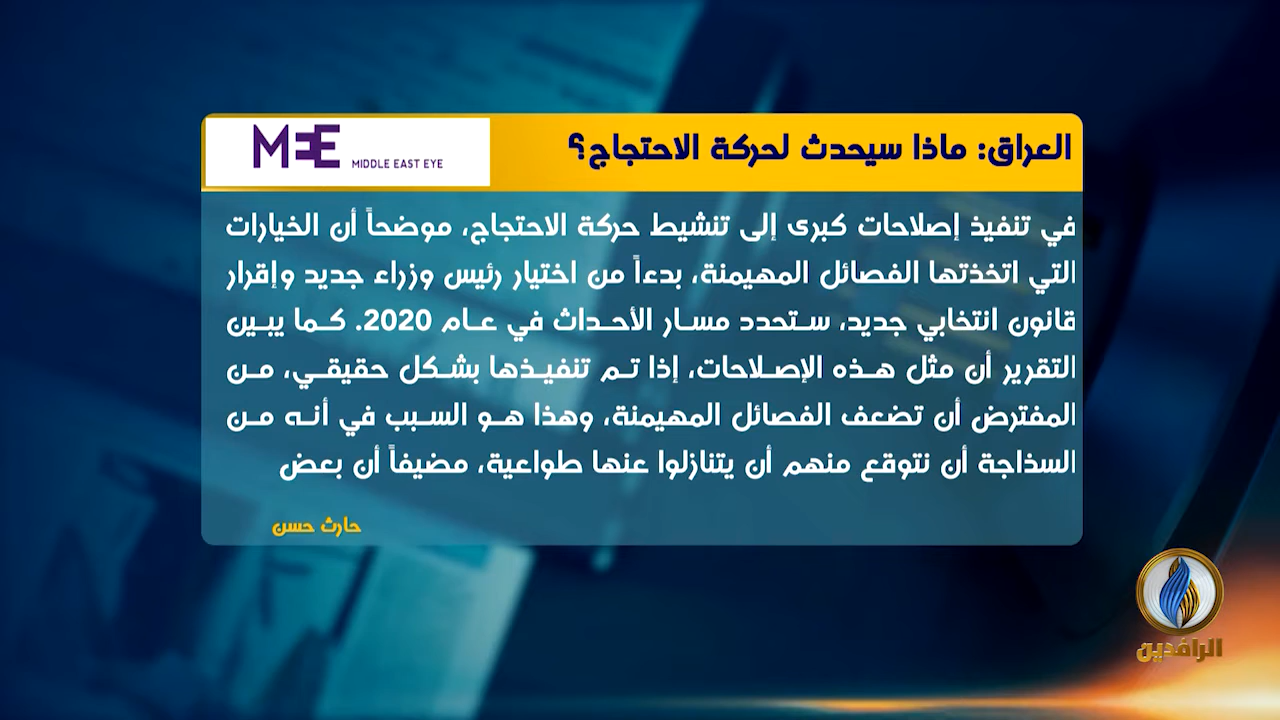 العراق: ماذا سيحدث لحركة الاحتجاج؟
MEE MIDDLE EAST EYE
في تنفيذ إصلاحات كبرى إلى تنشيط حركة الاحتجاج، موضحاً أن الخيارات
التي اتخذتها الفصائل المهيمنة، بدءاً من اختيار رئيس وزراء جديد وإقرار
قانون انتخابي جديد، ستحدد مسار الأحداث في عام 2020. كما يبين
التقرير أن مثل هذه الإصلاحات، إذا تم تنفيذها بشكل حقيقي، من
المفترض أن تضعف الفصائل المهيمنة، وهذا هو السبب في أنه من
السذاجة أن نتوقع منهم أن يتنازلوا عنها طواعية، مضيفاً أن بعض
حارث حسن
الرافدين